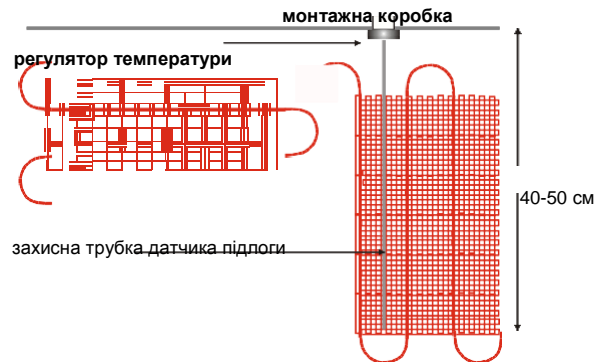 монтажна коробка
регулятор температури
40-50 см
захисна трубка датчика підлоги